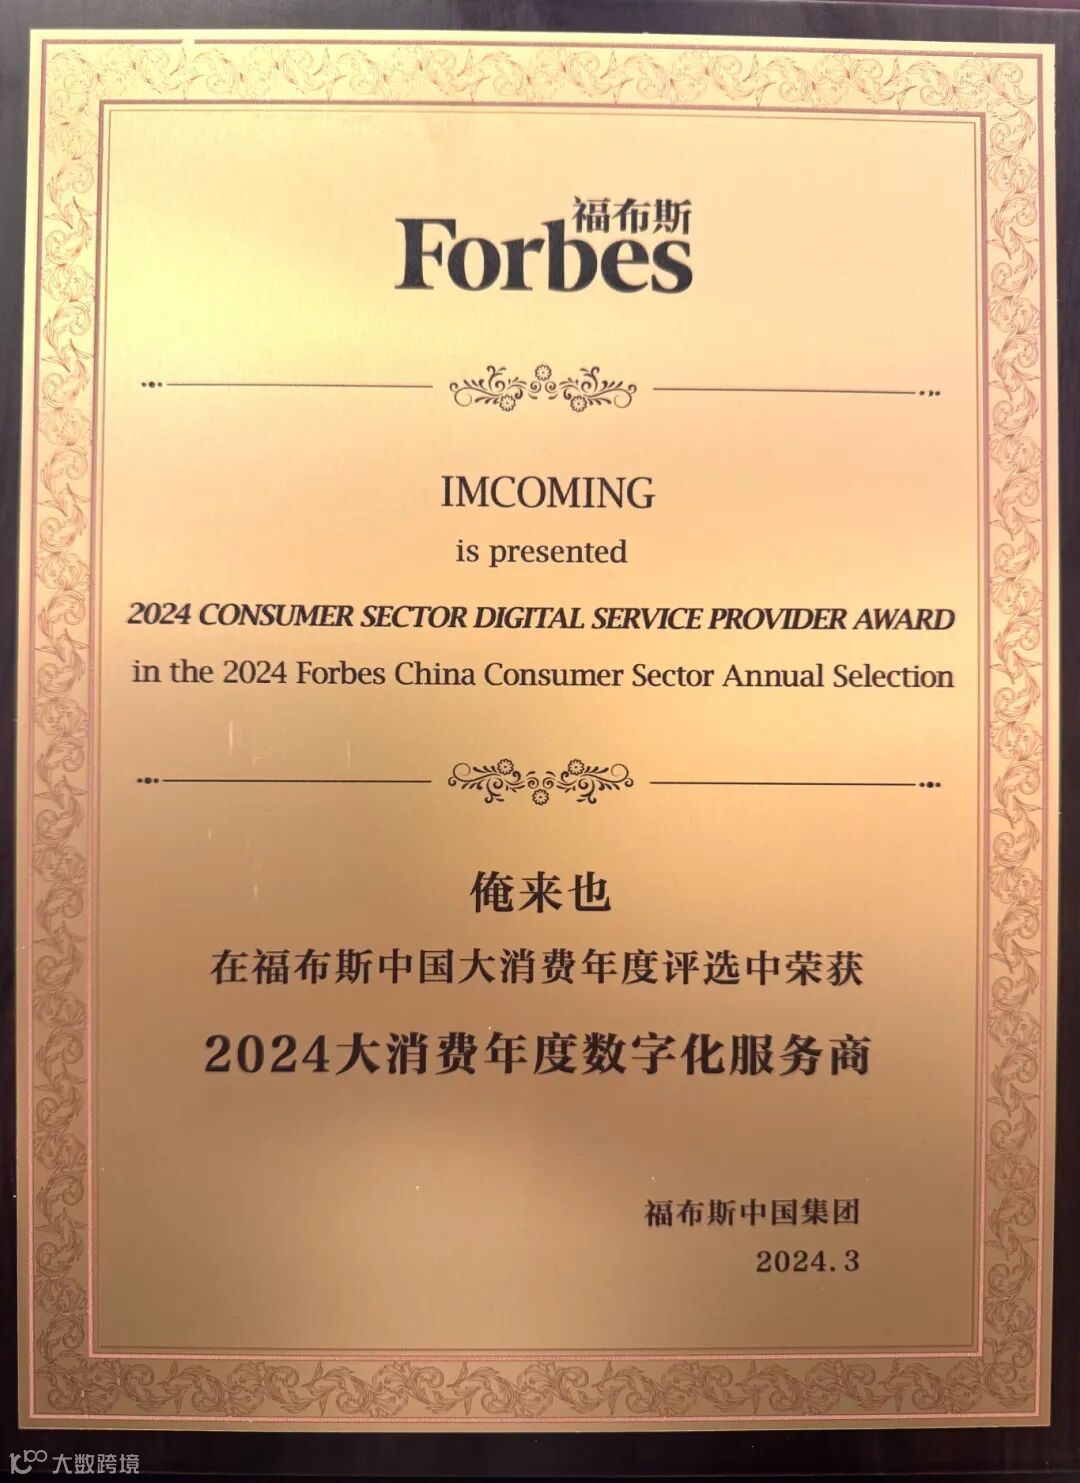 福布斯
Forbes
IMCOMING
is presented
2024 CONSUMER SECTOR DIGITAL SERVICE PROVIDER AWARD
in the 2024 Forbes China Consumer Sector Annual Selection
俺来也
在福布斯中国大消费年度评选中荣获
2024大消费年度数字化服务商
福布斯中国集团
2024.3
大数跨境